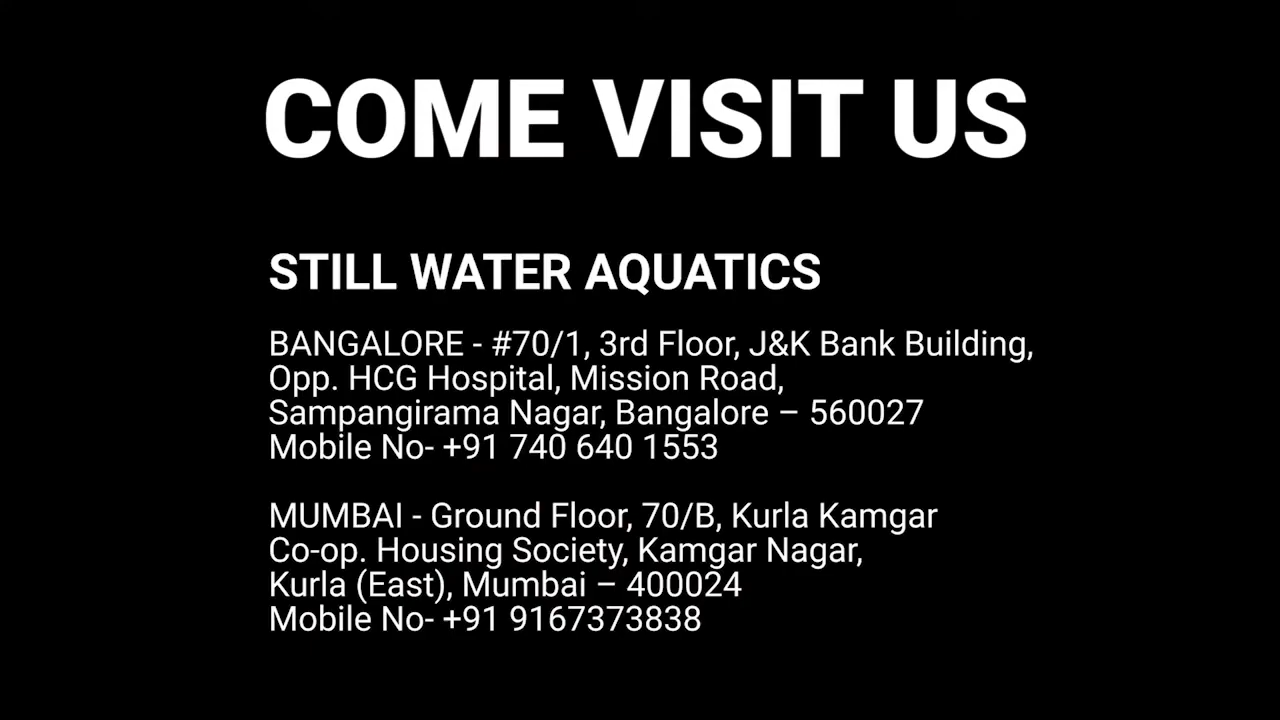 COME VISIT US
STILL WATER AQUATICS
BANGALORE - #70/1, 3rd Floor, J&K Bank Building,
Opp. HCG Hospital, Mission Road,
Sampangirama Nagar, Bangalore – 560027
Mobile No- +91 740 640 1553
MUMBAI - Ground Floor, 70/B, Kurla Kamgar
Co-op. Housing Society, Kamgar Nagar,
Kurla (East), Mumbai – 400024
Mobile No- +91 9167373838